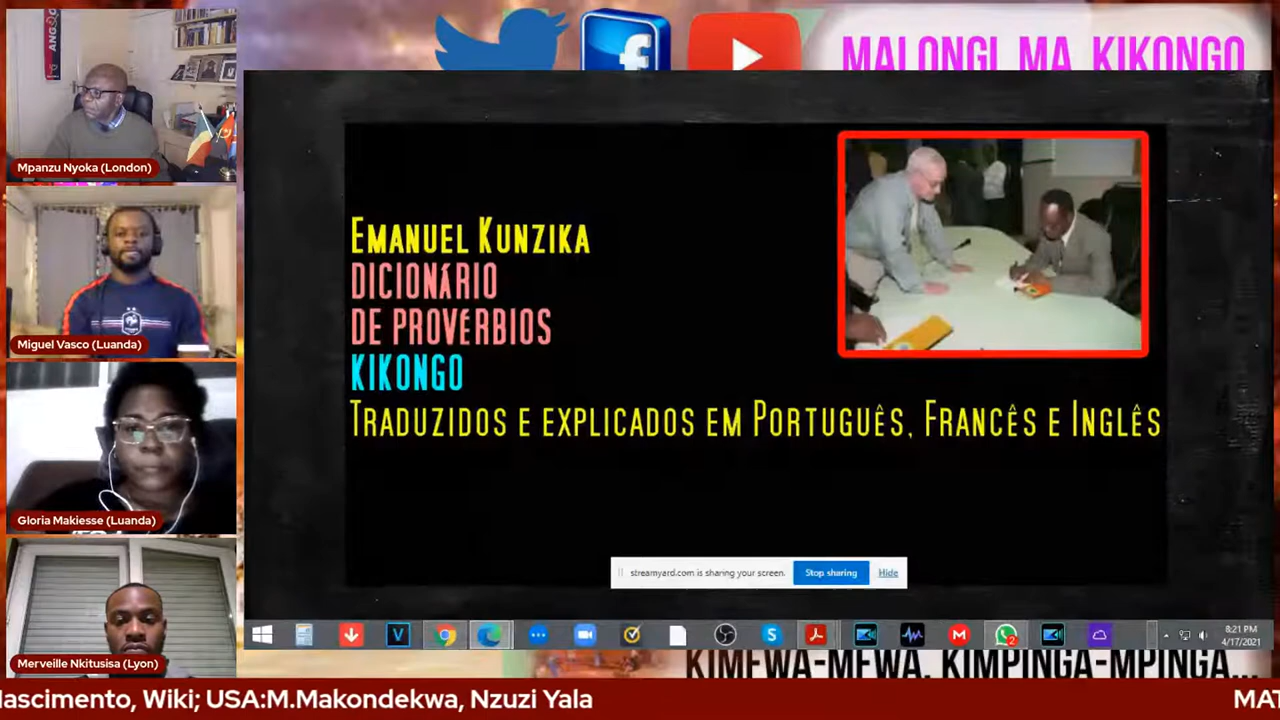 MALONGI MA KIKONGO
ANG
Mpanzu Nyoka (London)
Miguel Vasco (Luanda)
Gloria Makiesse (Luanda)
Merveille Nkitusisa (Lyon)
EMANUEL KUNZIKA
DICIONÁRIO
DE PROVÉRBIOS
KIKONGO
TRADUZIDOS E EXPLICADOS EM PORTUGUÊS, FRANCÊS E INGLÊS
streamyard.com is sharing your screen.
Stop sharing
Hide
8:21 PM
4/17/2021
KIMFWA-MFWA, KIMPINGA-MPINGA...
Nascimento, Wiki; USA:M.Makondekwa, Nzuzi Yala
MAT